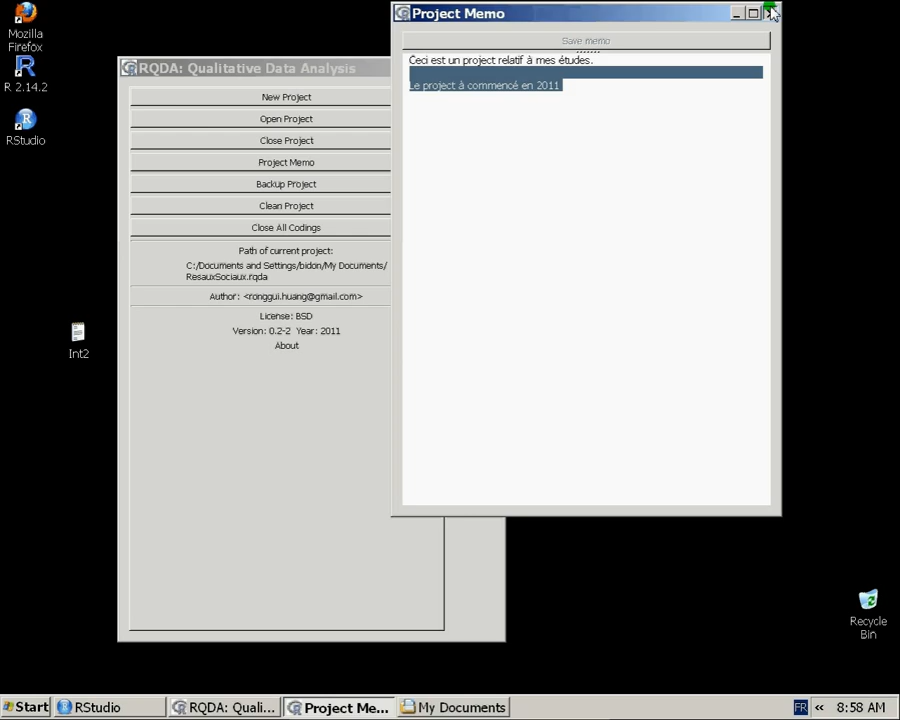 Mozilla
Firefox
R 2.14.2
RStudio
Int2
Recycle
Bin
RQDA: Qualitative Data Analysis
New Project
Open Project
Close Project
Project Memo
Backup Project
Clean Project
Close All Codings
Path of current project:
C:/Documents and Settings/bidon/My Documents/
ResauxSociaux.rqda
Author: <ronggui.huang@gmail.com>
License: BSD
Version: 0.2-2 Year: 2011
About
Project Memo
Save memo
Ceci est un project relatif à mes études.
Le project à commencé en 2011
Start
RStudio
RQDA: Quali...
Project Me...
My Documents
FR
«
8:58 AM